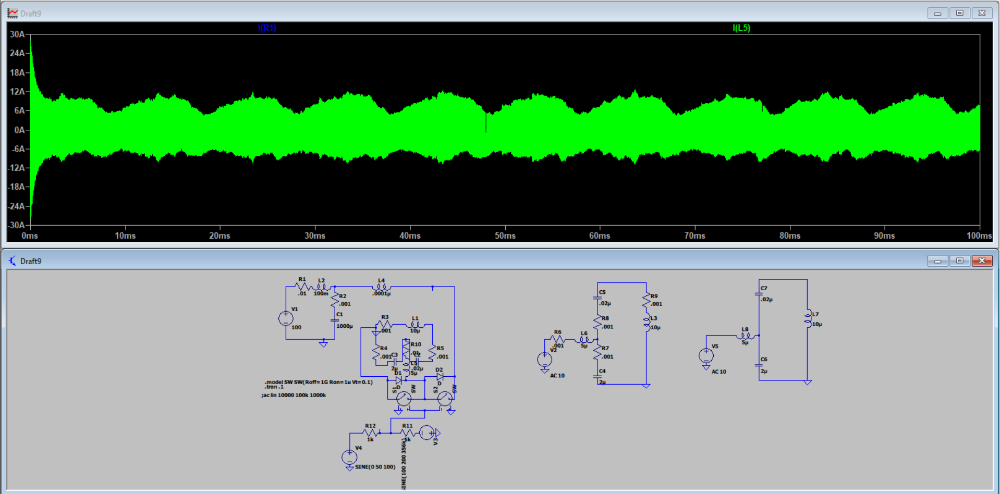 Draft9
I(R1)
I(L5)
30A
24A
18A
12A
6A
0A
-6A
-12A
-18A
-24A
-30A
0ms 10ms 20ms 30ms 40ms 50ms 60ms 70ms 80ms 90ms 100ms
Draft9
R1
.01
L2
100m
L4
.0001µ
R2
.001
C1
1000µ
V1
100
R3
.001
L1
10µ
R4
.001
C3
2µ
R10
C2
.02µ
R5
.001
L5
5µ
D1
D
D2
D
S1
SW
S2
SW
.model SW SW(Roff=1G Ron=1u Vt=0.1)
.tran .1
;ac lin 10000 100k 1000k
R12
1k
R11
1k
V3
V4
SINE(0 50 100)
SINE(100 200 356k)
C5
.02µ
R9
.001
R8
.001
L3
10µ
R6
.001
L6
5µ
R7
.001
V2
AC 10
C4
2µ
C7
.02µ
L7
10µ
L8
5µ
V5
AC 10
C6
2µ